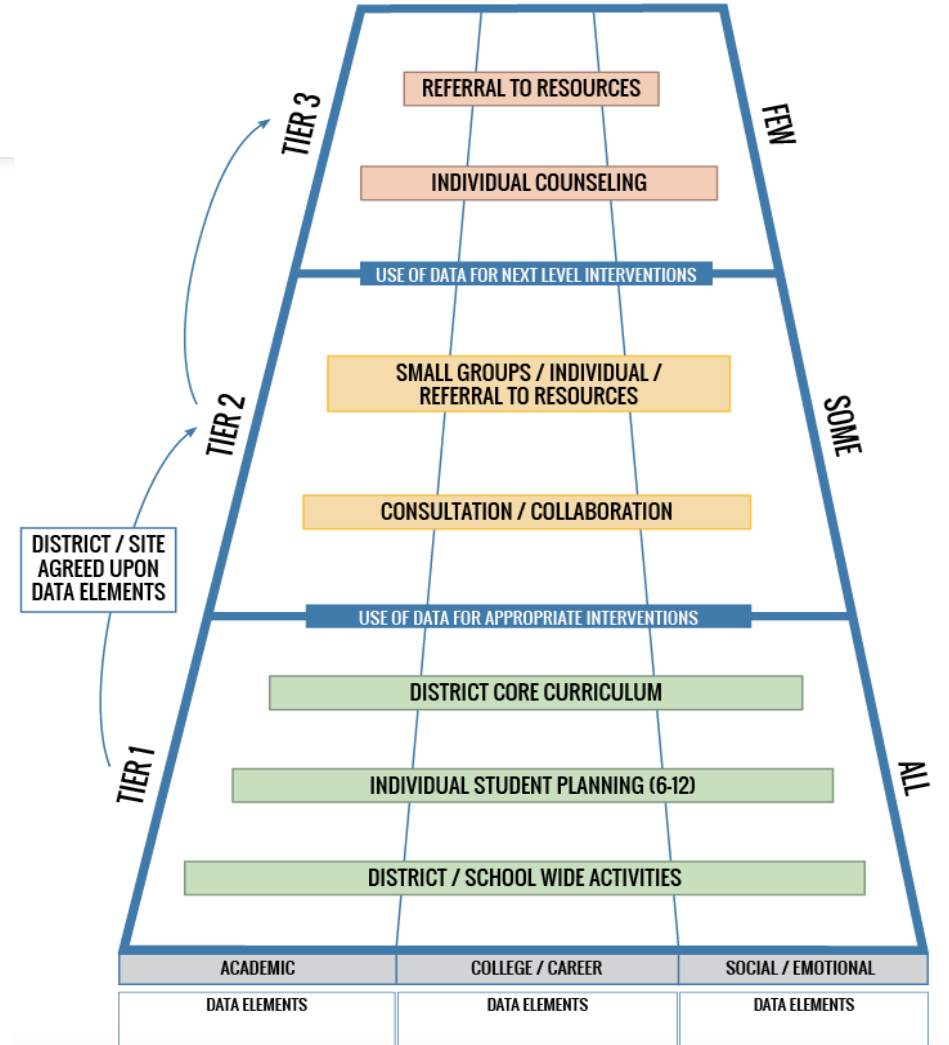 REFERRAL TO RESOURCES
TIER 3
FEW
INDIVIDUAL COUNSELING
USE OF DATA FOR NEXT LEVEL INTERVENTIONS
SMALL GROUPS / INDIVIDUAL /
REFERRAL TO RESOURCES
TIER 2
SOME
CONSULTATION / COLLABORATION
DISTRICT / SITE
AGREED UPON
DATA ELEMENTS
USE OF DATA FOR APPROPRIATE INTERVENTIONS
DISTRICT CORE CURRICULUM
TIER 1
ALL
INDIVIDUAL STUDENT PLANNING (6-12)
DISTRICT / SCHOOL WIDE ACTIVITIES
ACADEMIC
COLLEGE / CAREER
SOCIAL / EMOTIONAL
DATA ELEMENTS
DATA ELEMENTS
DATA ELEMENTS